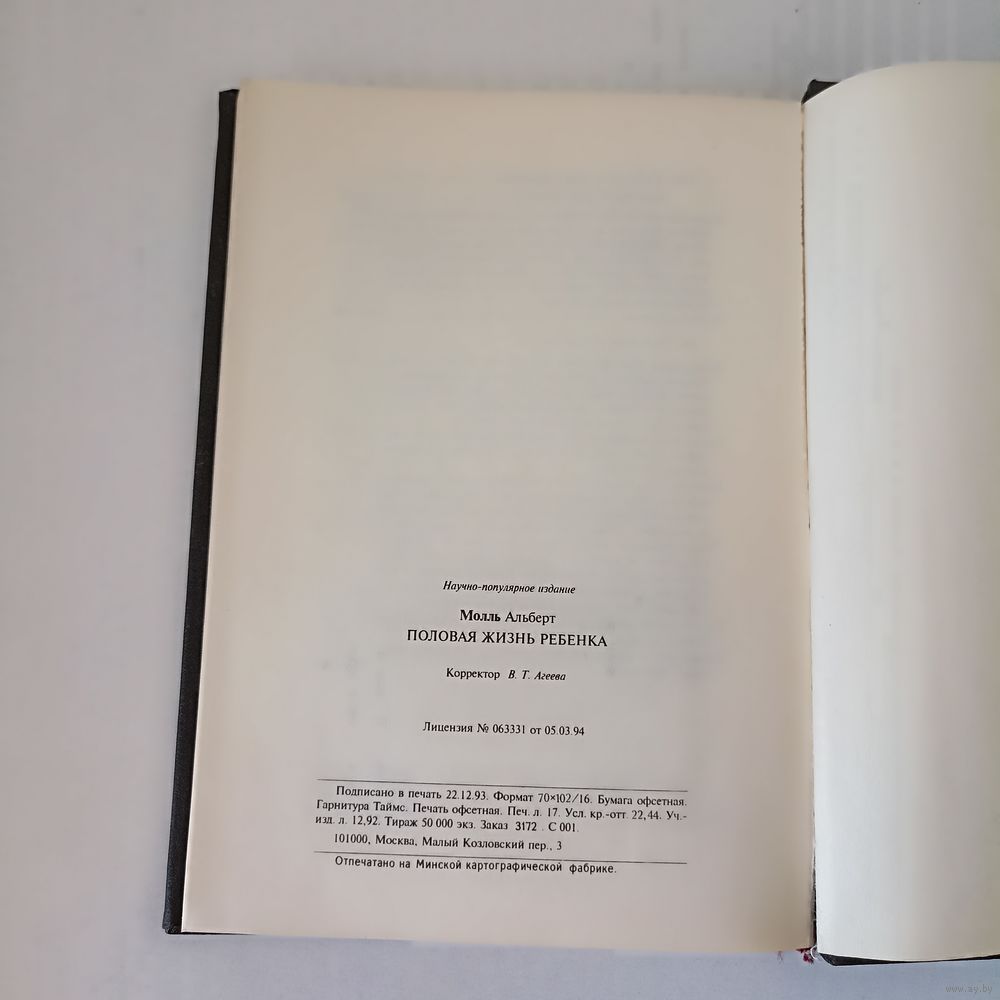 Научно-популярное издание
Молль Альберт
ПОЛОВАЯ ЖИЗНЬ РЕБЕНКА
Корректор В. Т. Агеева
Лицензия № 063331 от 05.03.94
Подписано в печать 22.12.93. Формат 70×102/16. Бумага офсетная.
Гарнитура Таймс. Печать офсетная. Печ. л. 17. Усл. кр.-отт. 22,44. Уч.-
изд. л. 12,92. Тираж 50 000 экз. Заказ 3172 . С 001.
101000, Москва, Малый Козловский пер., 3
Отпечатано на Минской картографической фабрике.
www.ay.by